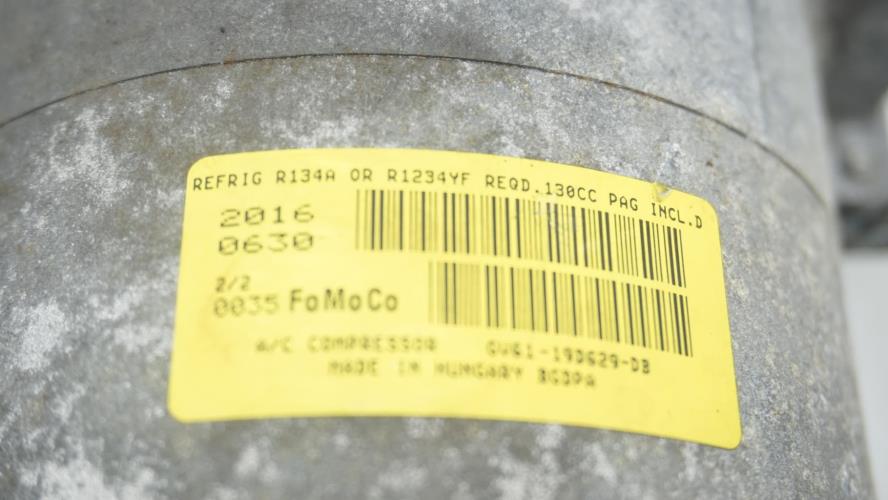 REFRIG R134A OR R1234YF REQD.130CC PAG INCL.D
2016
0630
2/2
0035 FoMoCo
A/C COMPRESSOR GV61-19D629-DB
MADE IN HUNGARY BG3PA